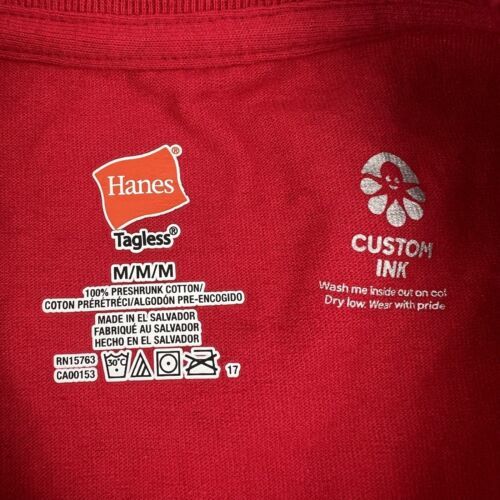 Hanes
Tagless®
M/M/M
100% PRESHRUNK COTTON/
COTON PRÉRÉTRÉCI/ALGODÓN PRE-ENCOGIDO
MADE IN EL SALVADOR
FABRIQUÉ AU SALVADOR
HECHO EN EL SALVADOR
RN15763
CA00153
30°C
17
CUSTOM
INK
Wash me inside out on cold
Dry low. Wear with pride